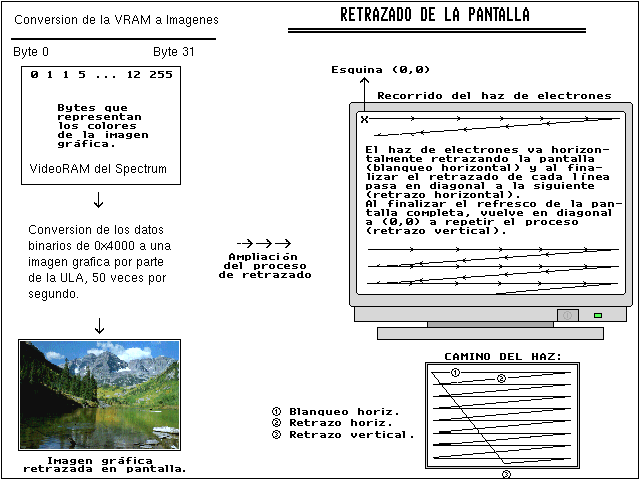 Conversion de la VRAM a Imagenes
Byte 0
Byte 31
0 1 1 5 ... 12 255
Bytes que
representan
los colores
de la imagen
gráfica.
VideoRAM del Spectrum
Conversion de los datos
binarios de 0x4000 a una
imagen grafica por parte
de la ULA, 50 veces por
segundo.
Imagen gráfica
retrazada en pantalla.
Ampliación
del proceso
de retrazado
RETRAZADO DE LA PANTALLA
Esquina (0,0)
Recorrido del haz de electrones
X
El haz de electrones va horizon-
talmente retrazando la pantalla
(blanqueo horizontal) y al fina-
lizar el retrazado de cada línea
pasa en diagonal a la siguiente
(retrazo horizontal).
Al finalizar el refresco de la pan-
talla completa, vuelve en diagonal
a (0,0) a repetir el proceso
(retrazo vertical).
CAMINO DEL HAZ:
① ②
③
① Blanqueo horiz.
② Retrazo horiz.
③ Retrazo vertical.